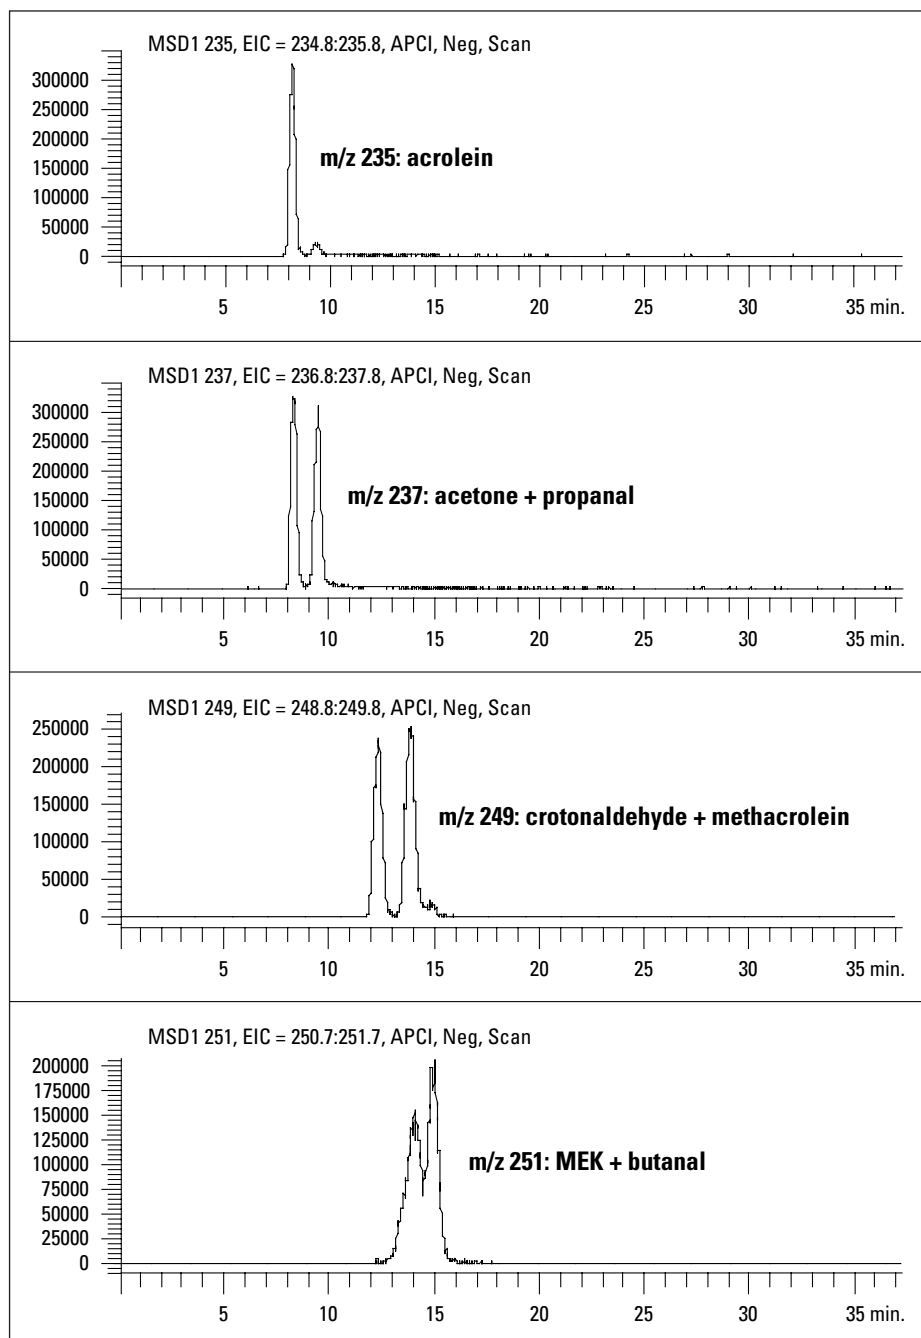 MSD1 235, EIC = 234.8:235.8, APCI, Neg, Scan
300000
250000
200000
150000
100000
50000
0
m/z 235: acrolein
5 10 15 20 25 30 35 min.
MSD1 237, EIC = 236.8:237.8, APCI, Neg, Scan
300000
250000
200000
150000
100000
50000
0
m/z 237: acetone + propanal
5 10 15 20 25 30 35 min.
MSD1 249, EIC = 248.8:249.8, APCI, Neg, Scan
250000
200000
150000
100000
50000
0
m/z 249: crotonaldehyde + methacrolein
5 10 15 20 25 30 35 min.
MSD1 251, EIC = 250.7:251.7, APCI, Neg, Scan
200000
175000
150000
125000
100000
75000
50000
25000
0
m/z 251: MEK + butanal
5 10 15 20 25 30 35 min.